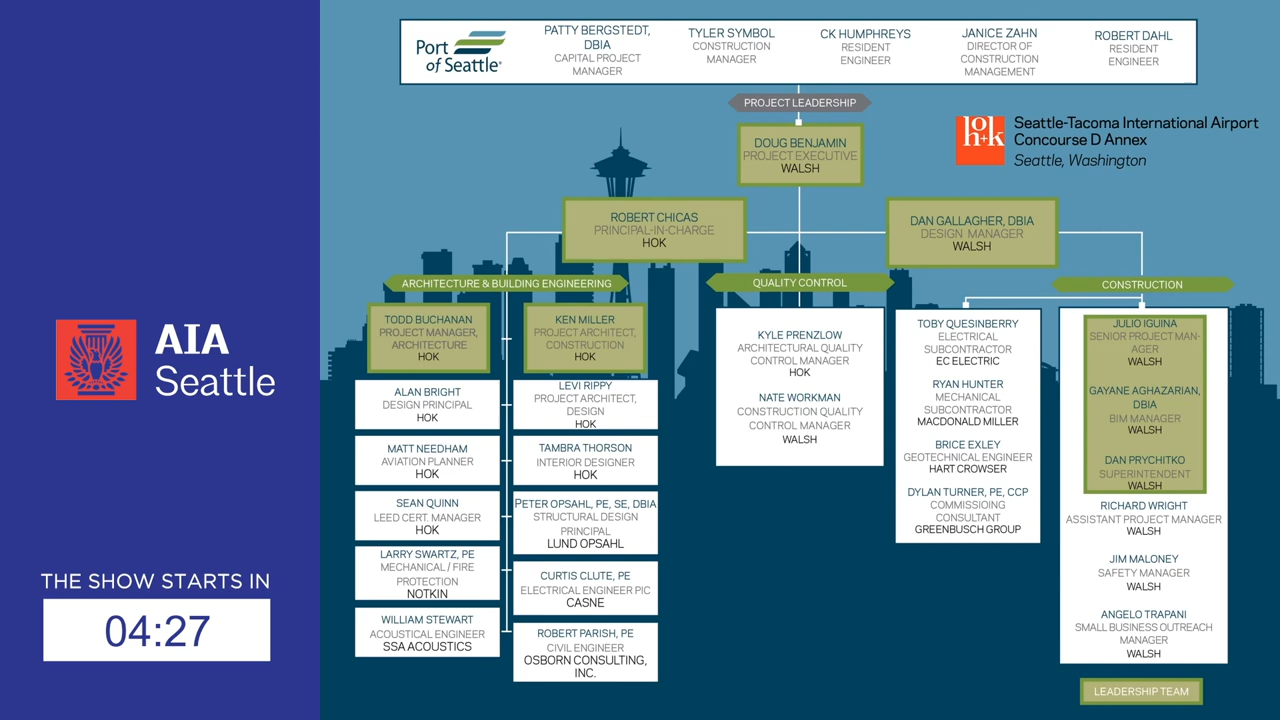 AIA
Seattle
THE SHOW STARTS IN
04:27
Port
of Seattle®
PATTY BERGSTEDT,
DBIA
CAPITAL PROJECT
MANAGER
TYLER SYMBOL
CONSTRUCTION
MANAGER
CK HUMPHREYS
RESIDENT
ENGINEER
JANICE ZAHN
DIRECTOR OF
CONSTRUCTION
MANAGEMENT
ROBERT DAHL
RESIDENT
ENGINEER
PROJECT LEADERSHIP
DOUG BENJAMIN
PROJECT EXECUTIVE
WALSH
ho+k
Seattle-Tacoma International Airport
Concourse D Annex
Seattle, Washington
ROBERT CHICAS
PRINCIPAL-IN-CHARGE
HOK
DAN GALLAGHER, DBIA
DESIGN MANAGER
WALSH
ARCHITECTURE & BUILDING ENGINEERING
TODD BUCHANAN
PROJECT MANAGER,
ARCHITECTURE
HOK
KEN MILLER
PROJECT ARCHITECT,
CONSTRUCTION
HOK
ALAN BRIGHT
DESIGN PRINCIPAL
HOK
LEVI RIPPY
PROJECT ARCHITECT,
DESIGN
HOK
MATT NEEDHAM
AVIATION PLANNER
HOK
TAMBRA THORSON
INTERIOR DESIGNER
HOK
SEAN QUINN
LEED CERT. MANAGER
HOK
PETER OPSAHL, PE, SE, DBIA
STRUCTURAL DESIGN
PRINCIPAL
LUND OPSAHL
LARRY SWARTZ, PE
MECHANICAL / FIRE
PROTECTION
NOTKIN
CURTIS CLUTE, PE
ELECTRICAL ENGINEER PIC
CASNE
WILLIAM STEWART
ACOUSTICAL ENGINEER
SSA ACOUSTICS
ROBERT PARISH, PE
CIVIL ENGINEER
OSBORN CONSULTING,
INC.
QUALITY CONTROL
KYLE PRENZLOW
ARCHITECTURAL QUALITY
CONTROL MANAGER
HOK
NATE WORKMAN
CONSTRUCTION QUALITY
CONTROL MANAGER
WALSH
CONSTRUCTION
TOBY QUESINBERRY
ELECTRICAL
SUBCONTRACTOR
EC ELECTRIC
RYAN HUNTER
MECHANICAL
SUBCONTRACTOR
MACDONALD MILLER
BRICE EXLEY
GEOTECHNICAL ENGINEER
HART CROWSER
DYLAN TURNER, PE, CCP
COMMISSIOING
CONSULTANT
GREENBUSCH GROUP
JULIO IGUINA
SENIOR PROJECT MAN-
AGER
WALSH
GAYANE AGHAZARIAN,
DBIA
BIM MANAGER
WALSH
DAN PRYCHITKO
SUPERINTENDENT
WALSH
RICHARD WRIGHT
ASSISTANT PROJECT MANAGER
WALSH
JIM MALONEY
SAFETY MANAGER
WALSH
ANGELO TRAPANI
SMALL BUSINESS OUTREACH
MANAGER
WALSH
LEADERSHIP TEAM